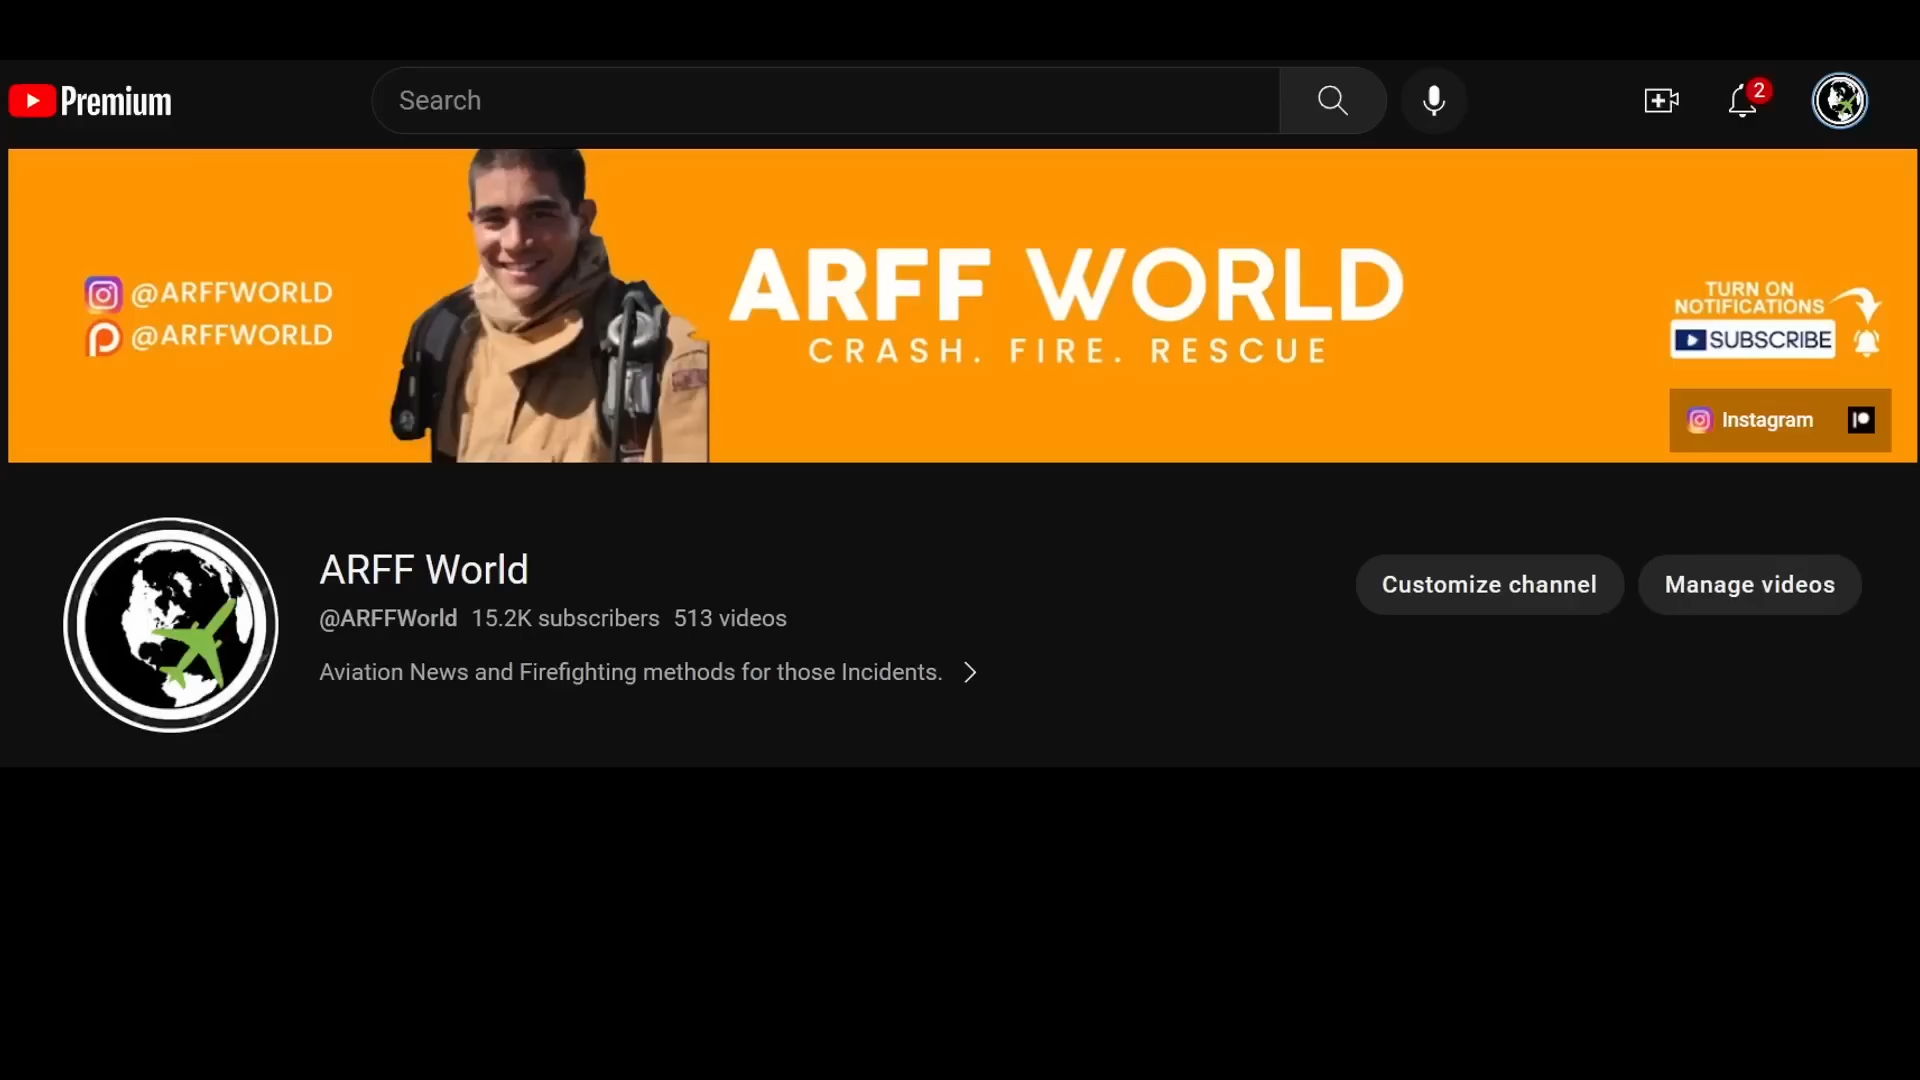 Premium
Search
2
@ARFFWORLD
@ARFFWORLD
ARFF WORLD
CRASH. FIRE. RESCUE
TURN ON
NOTIFICATIONS
SUBSCRIBE
Instagram
ARFF World
@ARFFWorld 15.2K subscribers 513 videos
Aviation News and Firefighting methods for those Incidents.
Customize channel
Manage videos